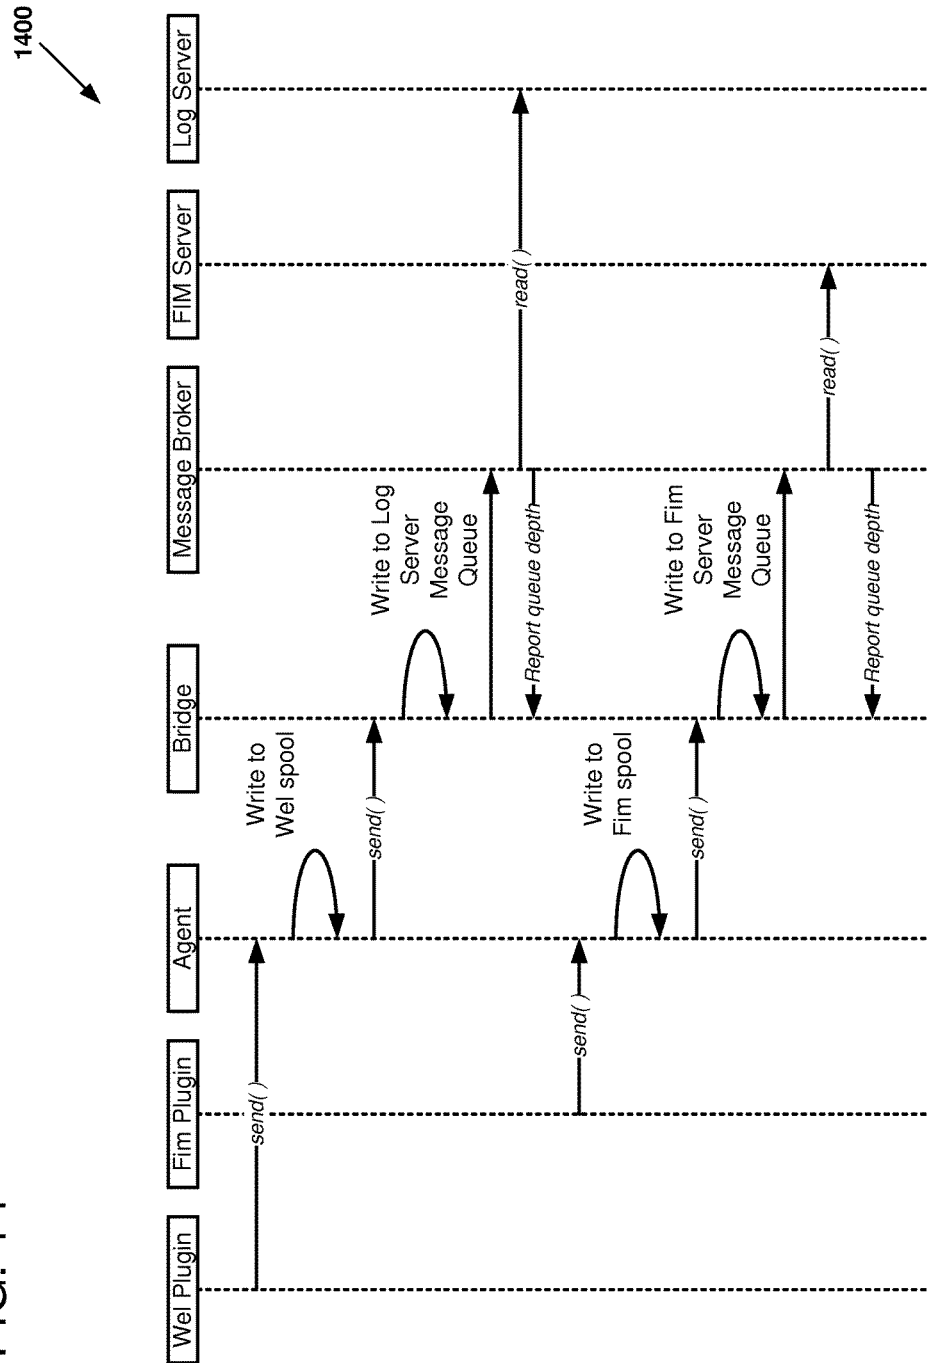 1400
Wel Plugin
Fim Plugin
Agent
Bridge
Message Broker
FIM Server
Log Server
send( )
Write to
Wel spool
send( )
Write to Log
Server
Message
Queue
read( )
Report queue depth
send( )
Write to
Fim spool
send( )
Write to Fim
Server
Message
Queue
read( )
Report queue depth